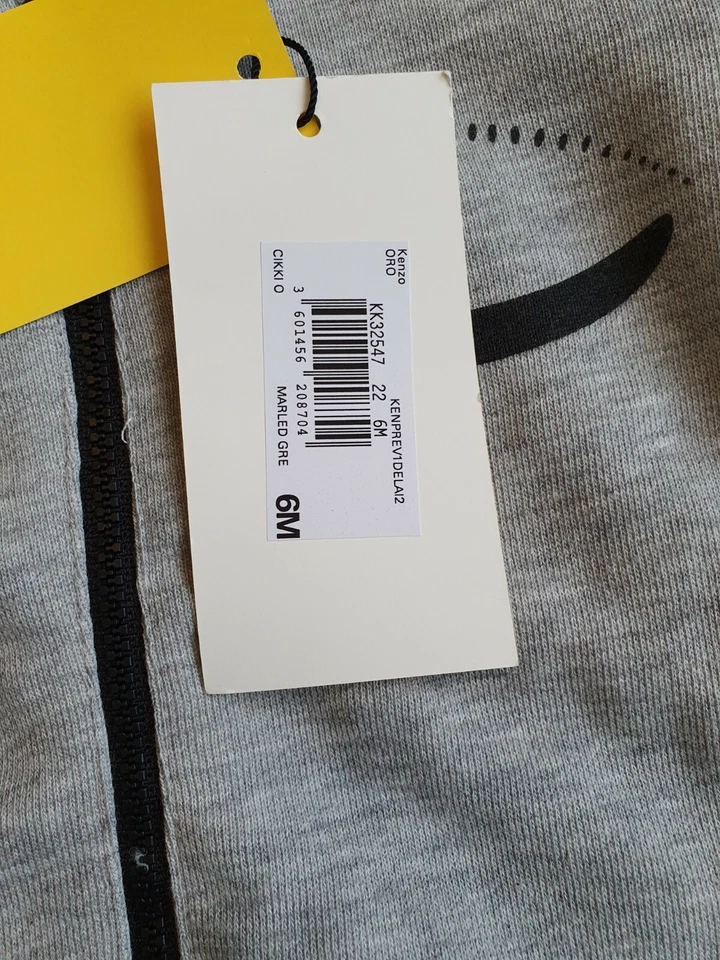 Kenzo
ORO
KENPREV1DELAI2
KK32547 22 6M
3 601456 208704
CIKKI O MARLED GRE 6M